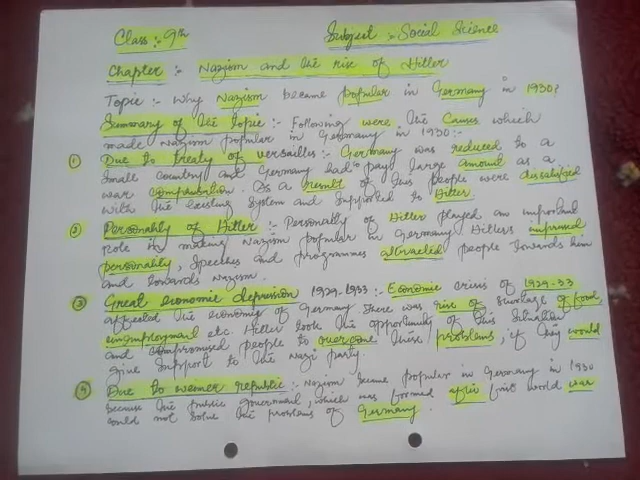 Class :- 9th
Subject :- Social Science
Chapter :- Nazism and the rise of Hitler
Topic :- Why Nazism became popular in Germany in 1930?
Summary of the topic :- Following were the causes which
made Nazism popular in Germany in 1930:-
① Due to treaty of versailles :- Germany was reduced to a
small country and Germany had pay large amount as a
war . As a result of this people were dissatisfied
with the existing system and supported to Hitler.
② Personality of Hitler :- Personality of Hitler played an important
Role in making Nazism popular in Germany. Hitler's
personality, Speeches and programmes attracted people towards him
and towards Nazism.
③ Great economic depression 1929-1933 :- Economic crisis of 1929-33
affected the economy of Germany. There was rise of shortage of food,
unemployment etc. Hitler took the opportunity of this situation
and people to overcome these problems, if they would
give support to the Nazi party.
④ Due to republic :- Nazism became popular in Germany in 1930
because the government, which was formed after first world war
could not solve the problems of Germany.